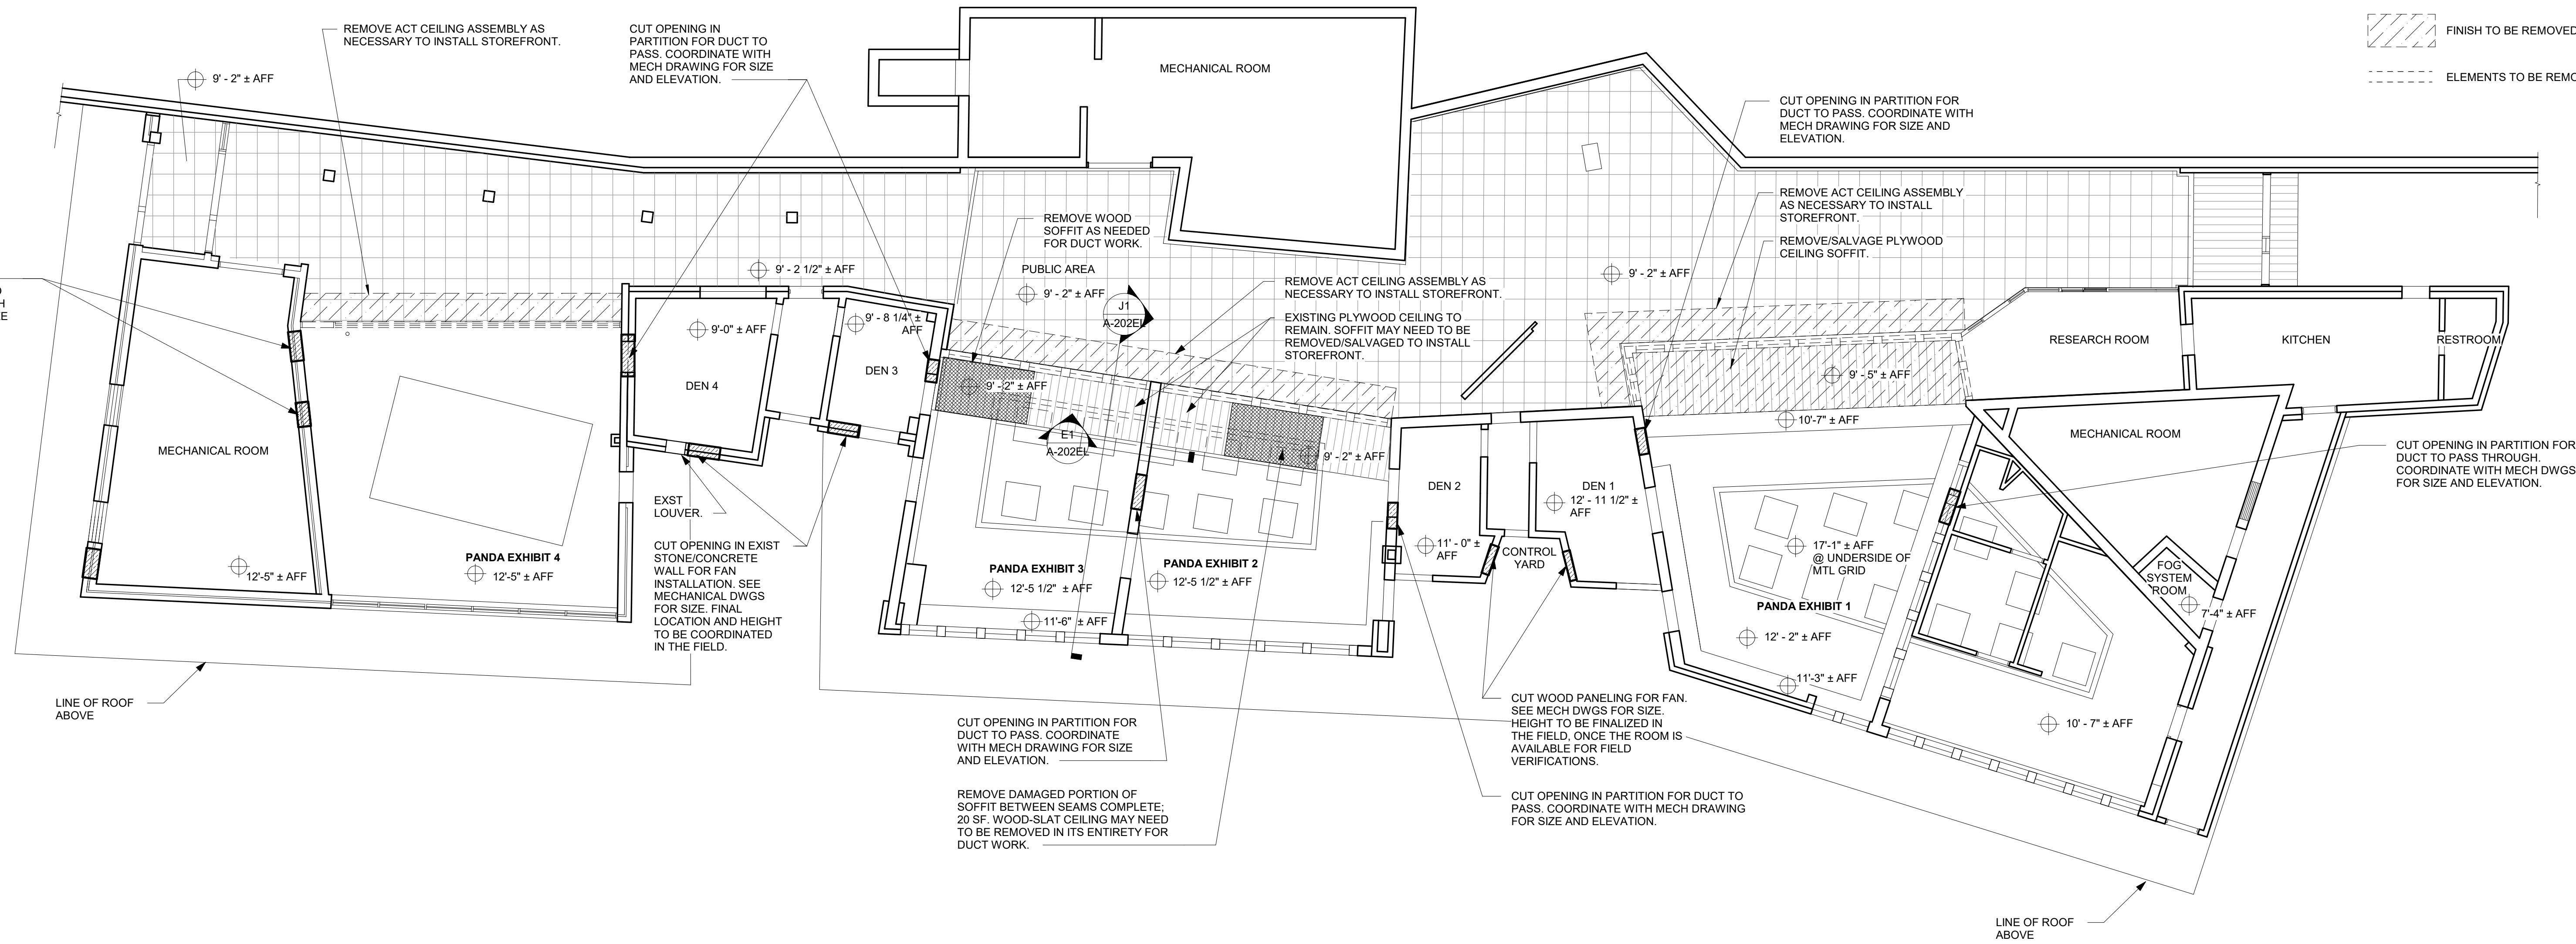 REMOVE ACT CEILING ASSEMBLY AS
NECESSARY TO INSTALL STOREFRONT.
CUT OPENING IN
PARTITION FOR DUCT TO
PASS. COORDINATE WITH
MECH DRAWING FOR SIZE
AND ELEVATION.
MECHANICAL ROOM
FINISH TO BE REMOVED
ELEMENTS TO BE REMO
9' - 2" ± AFF
CUT OPENING IN PARTITION FOR
DUCT TO PASS. COORDINATE WITH
MECH DRAWING FOR SIZE AND
ELEVATION.
REMOVE ACT CEILING ASSEMBLY
AS NECESSARY TO INSTALL
STOREFRONT.
REMOVE/SALVAGE PLYWOOD
CEILING SOFFIT.
REMOVE WOOD
SOFFIT AS NEEDED
FOR DUCT WORK.
PUBLIC AREA
9' - 2" ± AFF
J1
A-202EL
9' - 2 1/2" ± AFF
REMOVE ACT CEILING ASSEMBLY AS
NECESSARY TO INSTALL STOREFRONT.
EXISTING PLYWOOD CEILING TO
REMAIN. SOFFIT MAY NEED TO BE
REMOVED/SALVAGED TO INSTALL
STOREFRONT.
9' - 2" ± AFF
9'-0" ± AFF
9' - 8 1/4" ±
AFF
DEN 4
DEN 3
9' - 2" ± AFF
E1
A-202EL
9' - 2" ± AFF
RESEARCH ROOM
KITCHEN
RESTROOM
9' - 5" ± AFF
10'-7" ± AFF
MECHANICAL ROOM
CUT OPENING IN PARTITION FOR
DUCT TO PASS THROUGH.
COORDINATE WITH MECH DWGS
FOR SIZE AND ELEVATION.
MECHANICAL ROOM
12'-5" ± AFF
PANDA EXHIBIT 4
12'-5" ± AFF
EXST
LOUVER.
CUT OPENING IN EXIST
STONE/CONCRETE
WALL FOR FAN
INSTALLATION. SEE
MECHANICAL DWGS
FOR SIZE. FINAL
LOCATION AND HEIGHT
TO BE COORDINATED
IN THE FIELD.
PANDA EXHIBIT 3
12'-5 1/2" ± AFF
11'-6" ± AFF
PANDA EXHIBIT 2
12'-5 1/2" ± AFF
DEN 2
11' - 0" ±
AFF
DEN 1
12' - 11 1/2" ±
AFF
CONTROL
YARD
17'-1" ± AFF
@ UNDERSIDE OF
MTL GRID
PANDA EXHIBIT 1
12' - 2" ± AFF
11'-3" ± AFF
FOG
SYSTEM
ROOM
7'-4" ± AFF
10' - 7" ± AFF
LINE OF ROOF
ABOVE
CUT OPENING IN PARTITION FOR
DUCT TO PASS. COORDINATE
WITH MECH DRAWING FOR SIZE
AND ELEVATION.
REMOVE DAMAGED PORTION OF
SOFFIT BETWEEN SEAMS COMPLETE;
20 SF. WOOD-SLAT CEILING MAY NEED
TO BE REMOVED IN ITS ENTIRETY FOR
DUCT WORK.
CUT WOOD PANELING FOR FAN.
SEE MECH DWGS FOR SIZE.
HEIGHT TO BE FINALIZED IN
THE FIELD, ONCE THE ROOM IS
AVAILABLE FOR FIELD
VERIFICATIONS.
CUT OPENING IN PARTITION FOR DUCT TO
PASS. COORDINATE WITH MECH DRAWING
FOR SIZE AND ELEVATION.
LINE OF ROOF
ABOVE